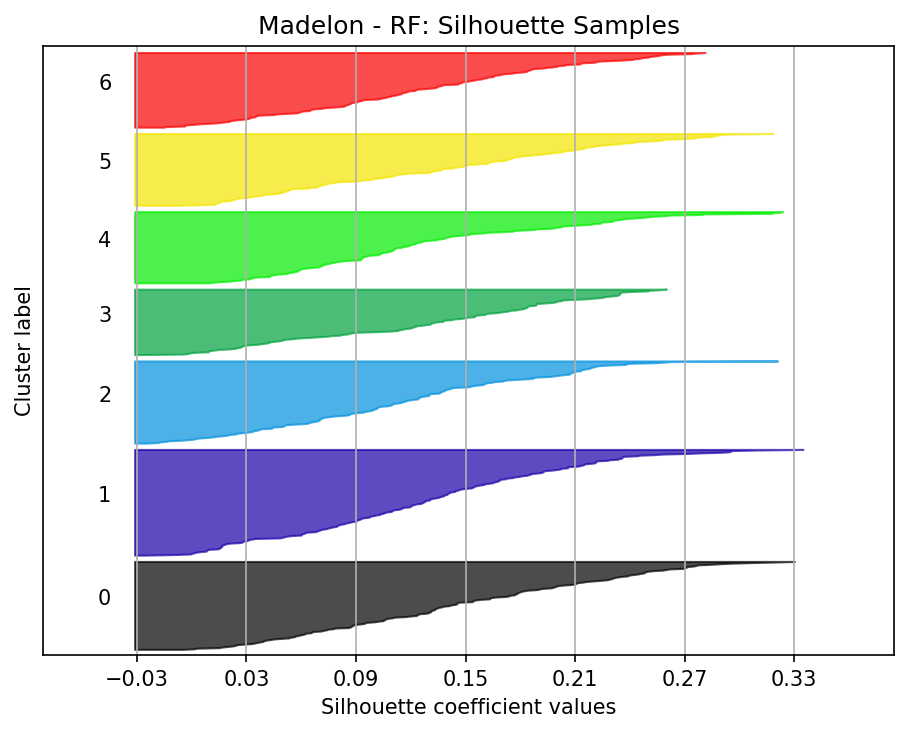 Madelon - RF: Silhouette Samples
6
5
4
3
2
1
0
Cluster label
−0.03 0.03 0.09 0.15 0.21 0.27 0.33
Silhouette coefficient values